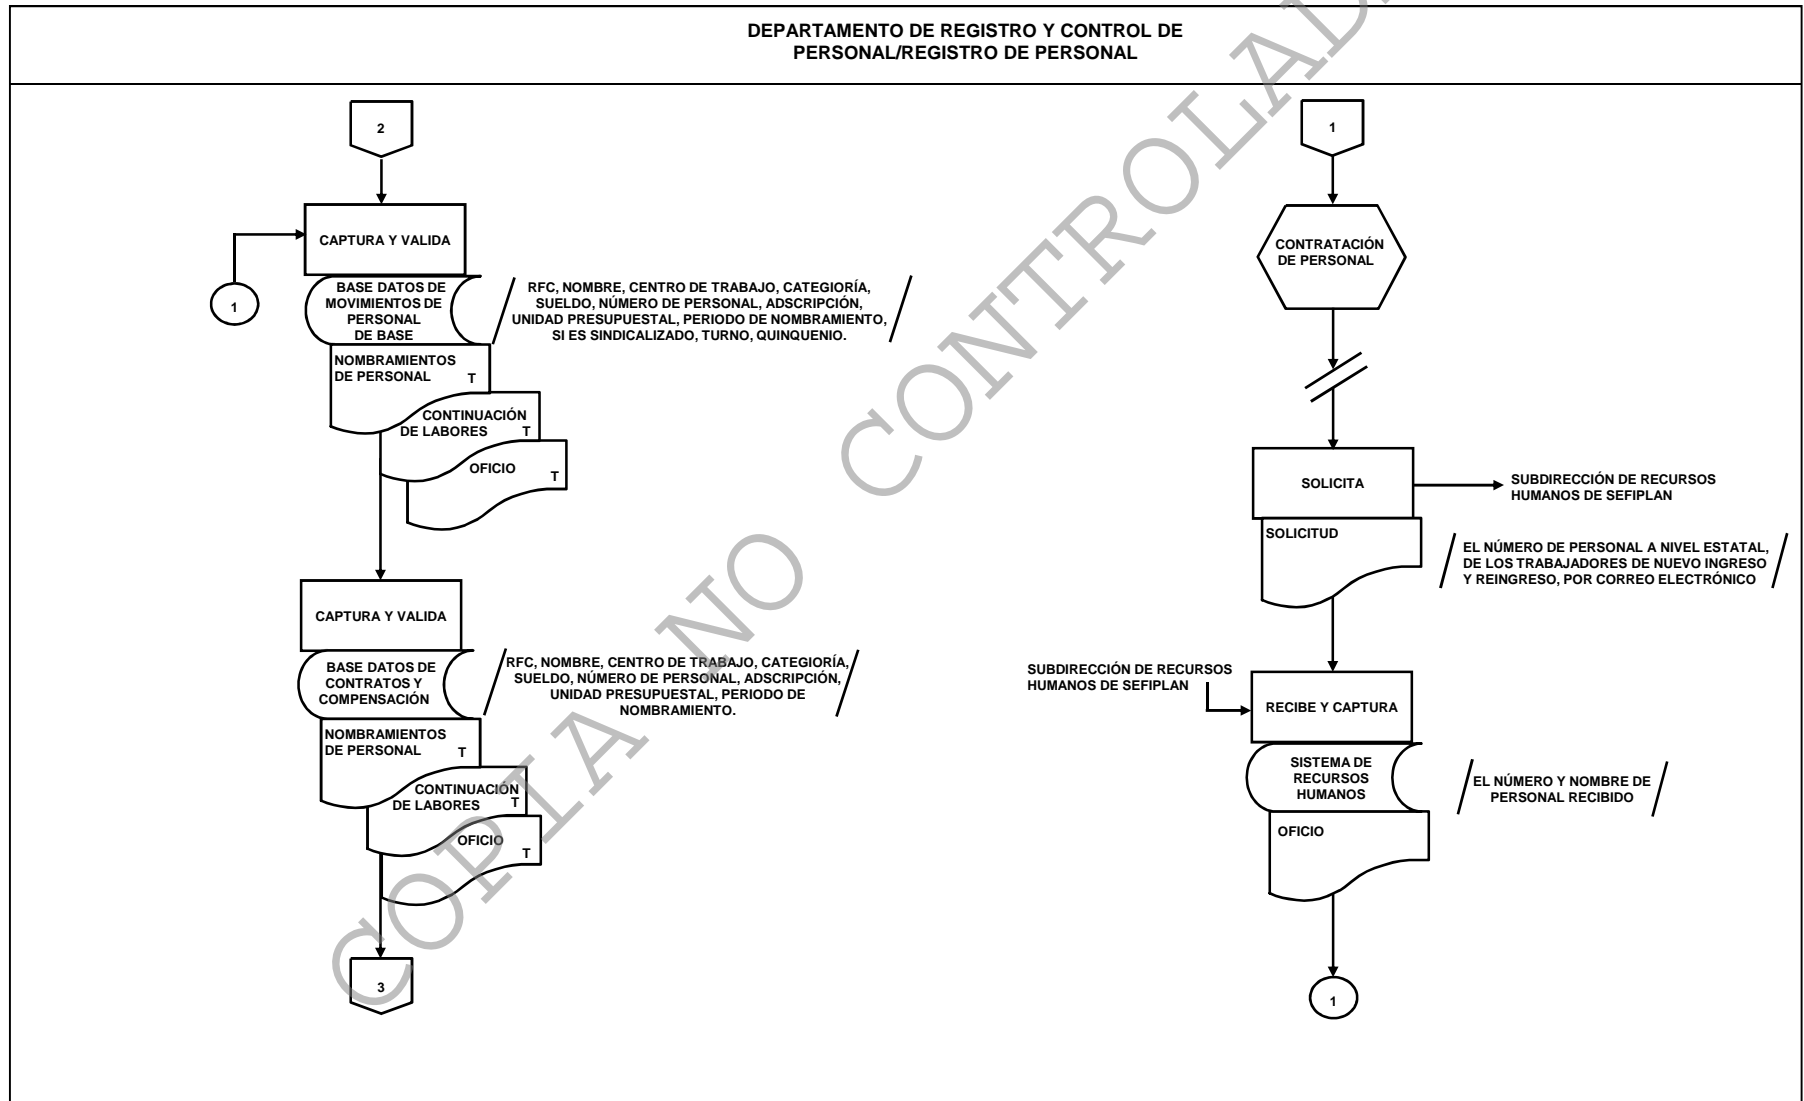 DEPARTAMENTO DE REGISTRO Y CONTROL DE
PERSONAL/REGISTRO DE PERSONAL
2
CAPTURA Y VALIDA
1
BASE DATOS DE
MOVIMIENTOS DE
PERSONAL
DE BASE
RFC, NOMBRE, CENTRO DE TRABAJO, CATEGIORÍA,
SUELDO, NÚMERO DE PERSONAL, ADSCRIPCIÓN,
UNIDAD PRESUPUESTAL, PERIODO DE NOMBRAMIENTO,
SI ES SINDICALIZADO, TURNO, QUINQUENIO.
NOMBRAMIENTOS
DE PERSONAL T
CONTINUACIÓN
DE LABORES T
OFICIO
T
CAPTURA Y VALIDA
BASE DATOS DE
CONTRATOS Y
COMPENSACIÓN
RFC, NOMBRE, CENTRO DE TRABAJO, CATEGIORÍA,
SUELDO, NÚMERO DE PERSONAL, ADSCRIPCIÓN,
UNIDAD PRESUPUESTAL, PERIODO DE
NOMBRAMIENTO.
NOMBRAMIENTOS
DE PERSONAL T
CONTINUACIÓN
DE LABORES T
OFICIO
T
3
1
CONTRATACIÓN
DE PERSONAL
SOLICITA
SUBDIRECCIÓN DE RECURSOS
HUMANOS DE SEFIPLAN
SOLICITUD
EL NÚMERO DE PERSONAL A NIVEL ESTATAL,
DE LOS TRABAJADORES DE NUEVO INGRESO
Y REINGRESO, POR CORREO ELECTRÓNICO
SUBDIRECCIÓN DE RECURSOS
HUMANOS DE SEFIPLAN
RECIBE Y CAPTURA
SISTEMA DE
RECURSOS
HUMANOS
EL NÚMERO Y NOMBRE DE
PERSONAL RECIBIDO
OFICIO
1
COPIA NO CONTROLAD